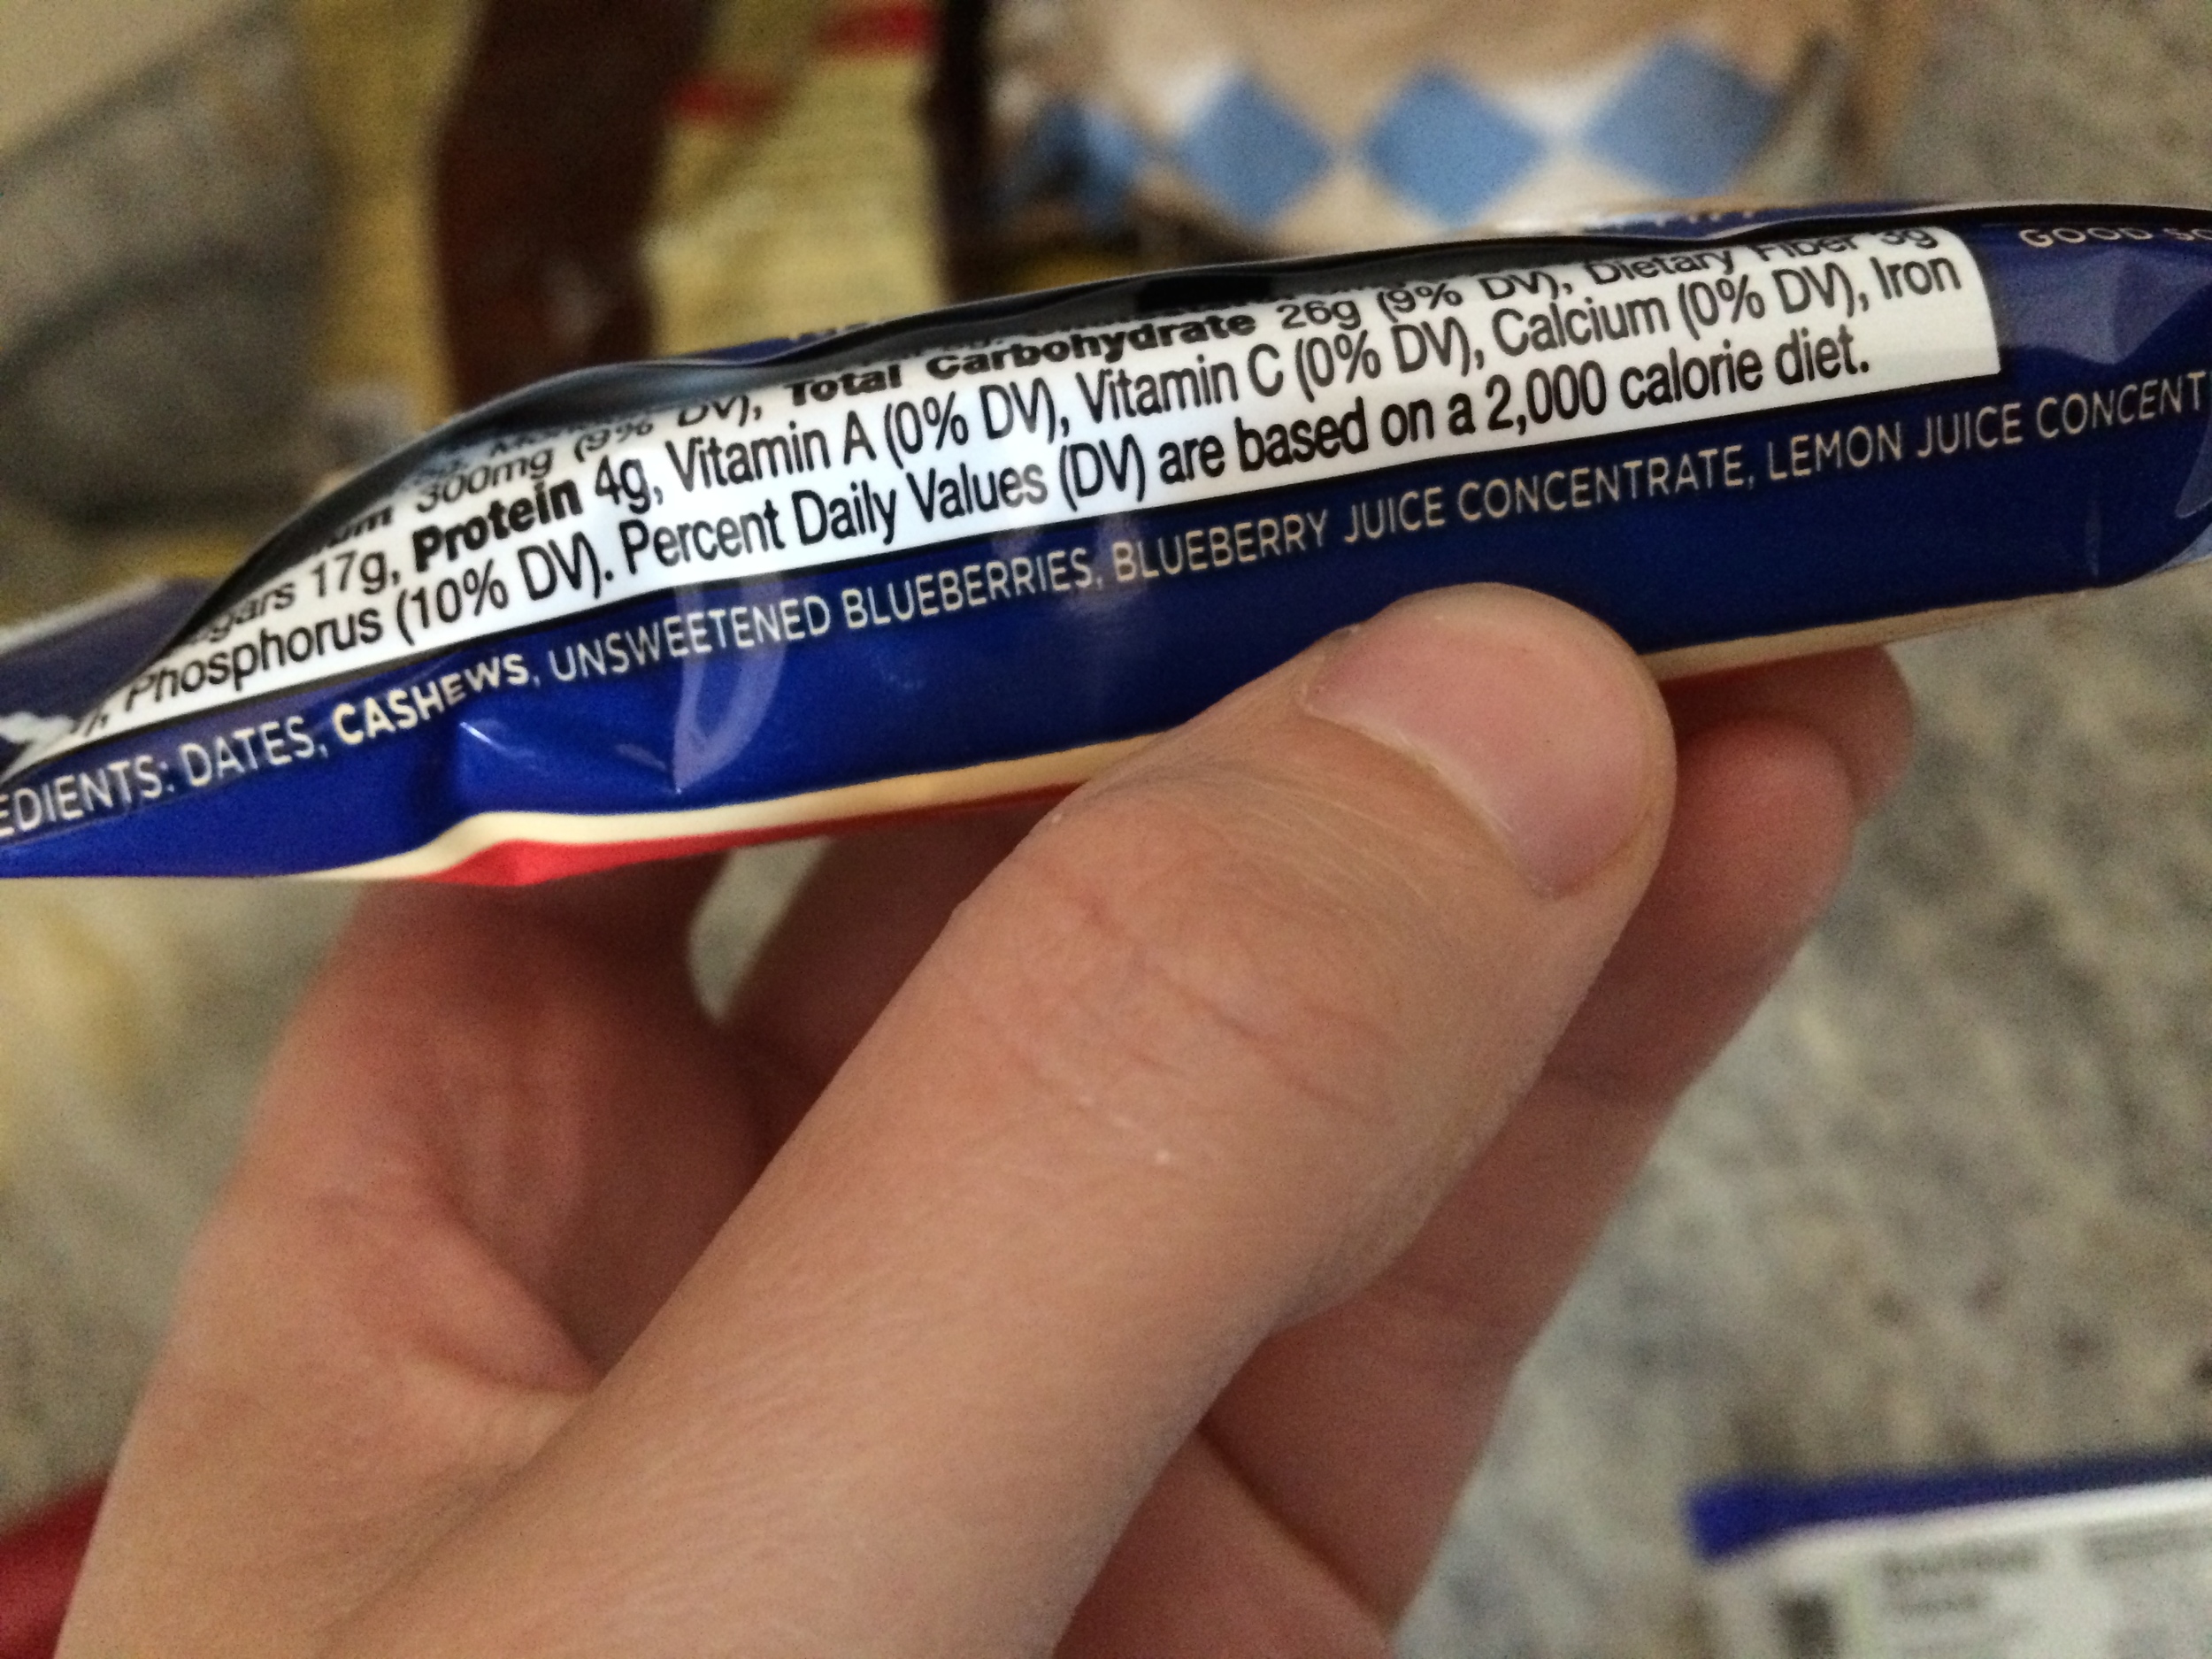 GOOD
300mg (9% DV), Total Carbohydrate 26g (9% DV), Dietary Fiber 3g
17g, Protein 4g, Vitamin A (0% DV), Vitamin C (0% DV), Calcium (0% DV), Iron
Phosphorus (10% DV). Percent Daily Values (DV) are based on a 2,000 calorie diet.
EDIENTS: DATES, CASHEWS, UNSWEETENED BLUEBERRIES, BLUEBERRY JUICE CONCENTRATE, LEMON JUICE CONCENT